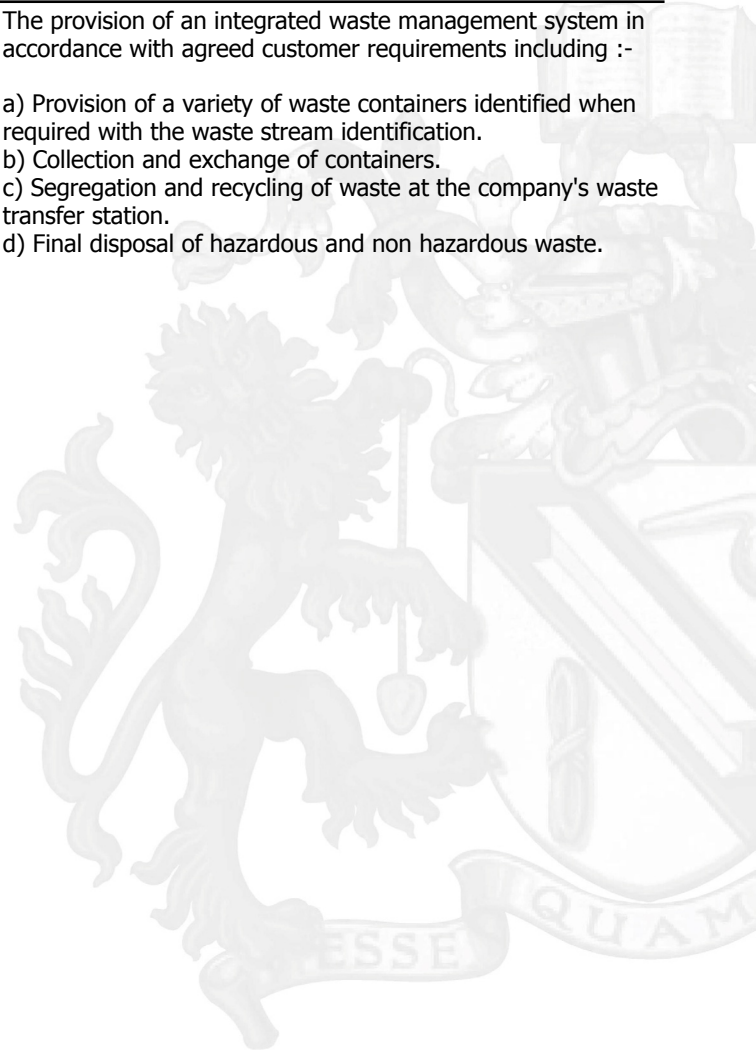 The provision of an integrated waste management system in
accordance with agreed customer requirements including :-
a) Provision of a variety of waste containers identified when
required with the waste stream identification.
b) Collection and exchange of containers.
c) Segregation and recycling of waste at the company's waste
transfer station.
d) Final disposal of hazardous and non hazardous waste.
ESSE QUAM